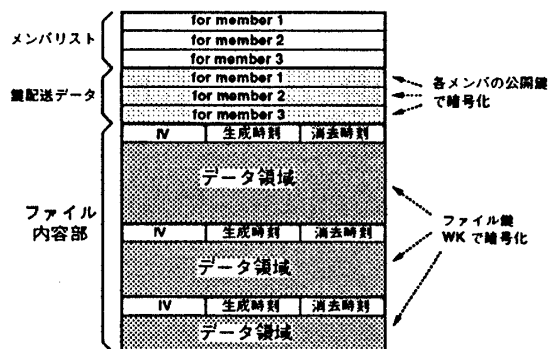 メンバリスト
for member 1
for member 2
for member 3
鍵配送データ
for member 1
for member 2
for member 3
各メンバの公開鍵
で暗号化
ファイル
内容部
IV 生成時刻 消去時刻
データ領域
IV 生成時刻 消去時刻
データ領域
IV 生成時刻 消去時刻
データ領域
ファイル鍵
WK で暗号化